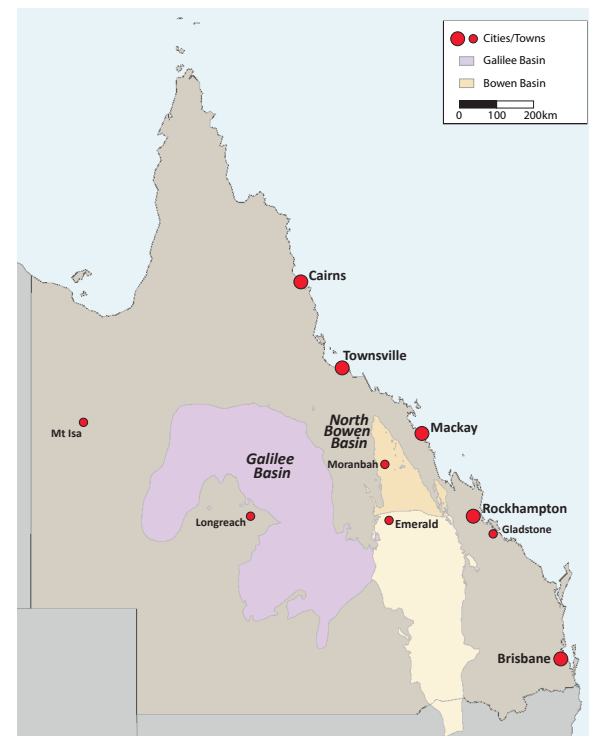 Cities/Towns
Galilee Basin
Bowen Basin
0 100 200km
Cairns
Townsville
North
Bowen
Basin
Mackay
Mt Isa
Galilee
Basin
Moranbah
Longreach
Emerald
Rockhampton
Gladstone
Brisbane